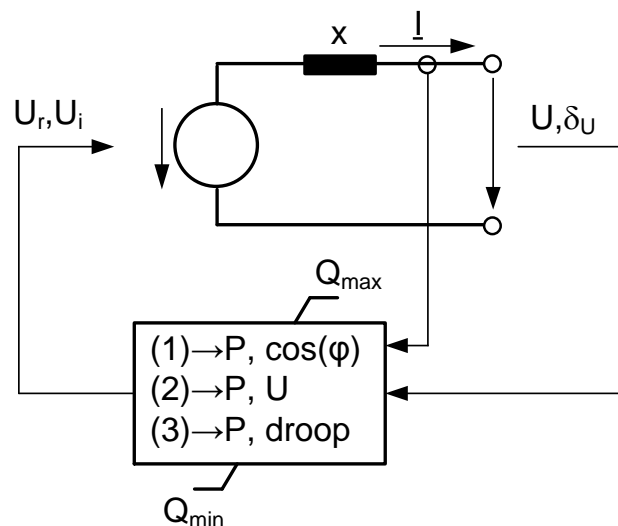 x
I
U_r,U_i
U,δ_U
Q_max
(1)→P, cos(φ)
(2)→P, U
(3)→P, droop
Q_min